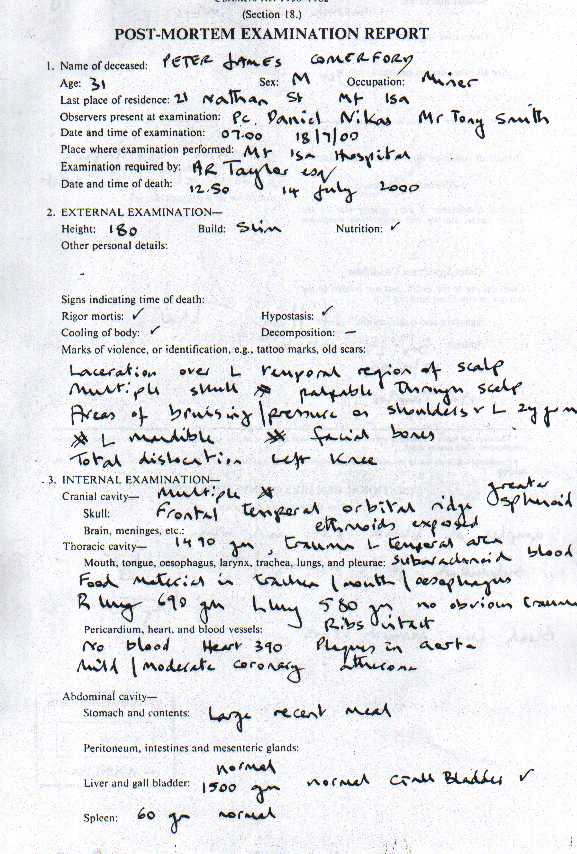 (Section 18.)
POST-MORTEM EXAMINATION REPORT
1. Name of deceased: PETER JAMES COMERFORD
Age: 31 Sex: M Occupation: Miner
Last place of residence: 21 Nathan St Mt Isa
Observers present at examination: Pc. Daniel Nikas Mr Tony Smith
Date and time of examination: 07.00 18/7/00
Place where examination performed: Mt Isa Hospital
Examination required by: AR Taylor esq
Date and time of death: 12.50 14 July 2000
2. EXTERNAL EXAMINATION—
Height: 180 Build: Slim Nutrition: ✓
Other personal details:
-
Signs indicating time of death:
Rigor mortis: ✓ Hypostasis: ✓
Cooling of body: ✓ Decomposition: —
Marks of violence, or identification, e.g., tattoo marks, old scars:
Laceration over L temporal region of scalp
Multiple skull # palpable through scalp
Areas of bruising / pressure on shoulders + L zygoma
# L mandible # facial bones
Total dislocation Left Knee
3. INTERNAL EXAMINATION—
Cranial cavity— Multiple # greater
Skull: Frontal temporal orbital ridge sphenoid
Brain, meninges, etc.: ethmoids exposed
Thoracic cavity— 1490 gm, trauma L temporal area
Mouth, tongue, oesophagus, larynx, trachea, lungs, and pleurae: subarachnoid blood
Food material in trachea / mouth / oesophagus
R lung 690 gm L lung 580 gm no obvious trauma
Pericardium, heart, and blood vessels: Ribs intact
No blood Heart 390 Plaques in aorta
Mild / moderate coronary atheroma
Abdominal cavity—
Stomach and contents: Large recent meal
Peritoneum, intestines and mesenteric glands:
normal
Liver and gall bladder: 1500 gm normal Gall Bladder ✓
Spleen: 60 gm normal